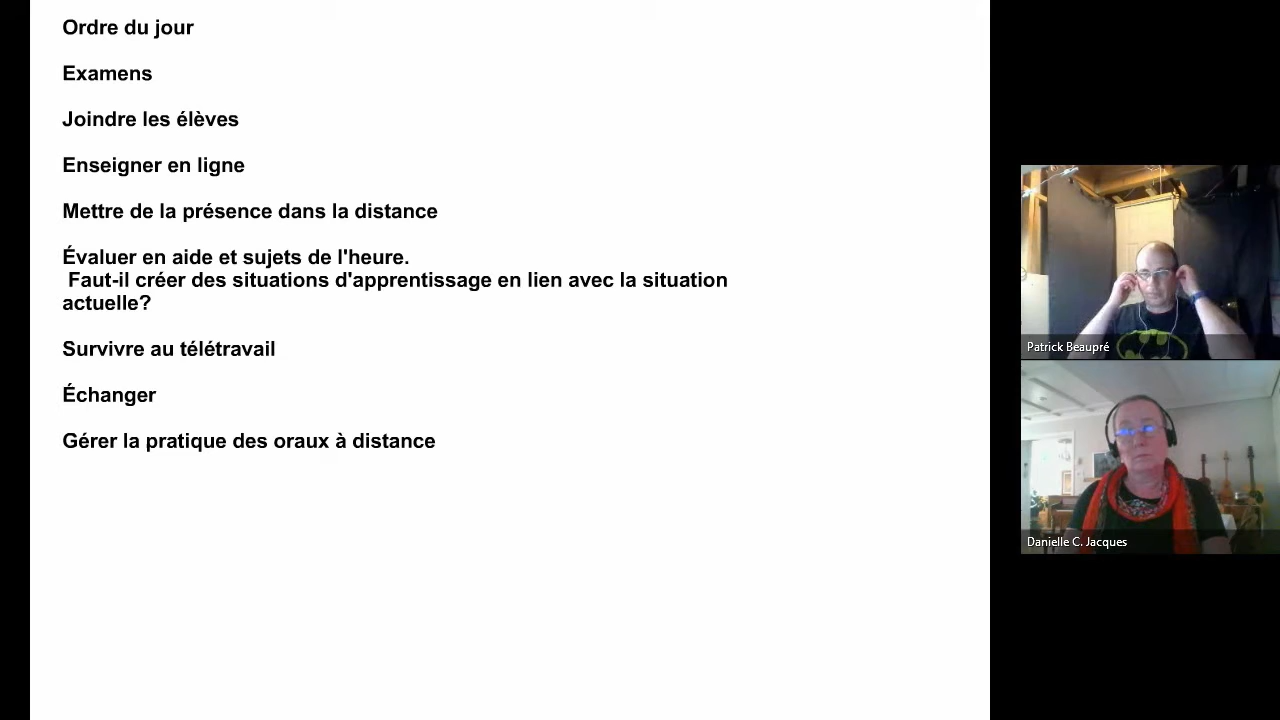 Ordre du jour
Examens
Joindre les élèves
Enseigner en ligne
Mettre de la présence dans la distance
Évaluer en aide et sujets de l'heure.
Faut-il créer des situations d'apprentissage en lien avec la situation
actuelle?
Survivre au télétravail
Échanger
Gérer la pratique des oraux à distance
Patrick Beaupré
Danielle C. Jacques